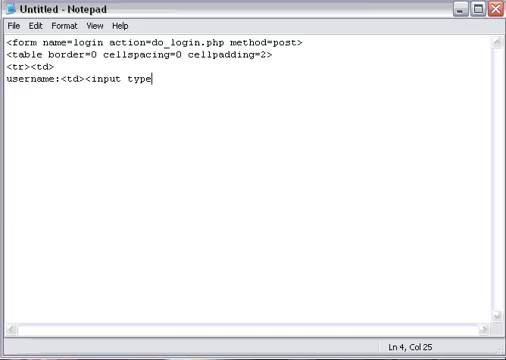 Untitled - Notepad
File Edit Format View Help
<form name=login action=do_login.php method=post>
<table border=0 cellspacing=0 cellpadding=2>
<tr><td>
username:<td><input type
Ln 4, Col 25